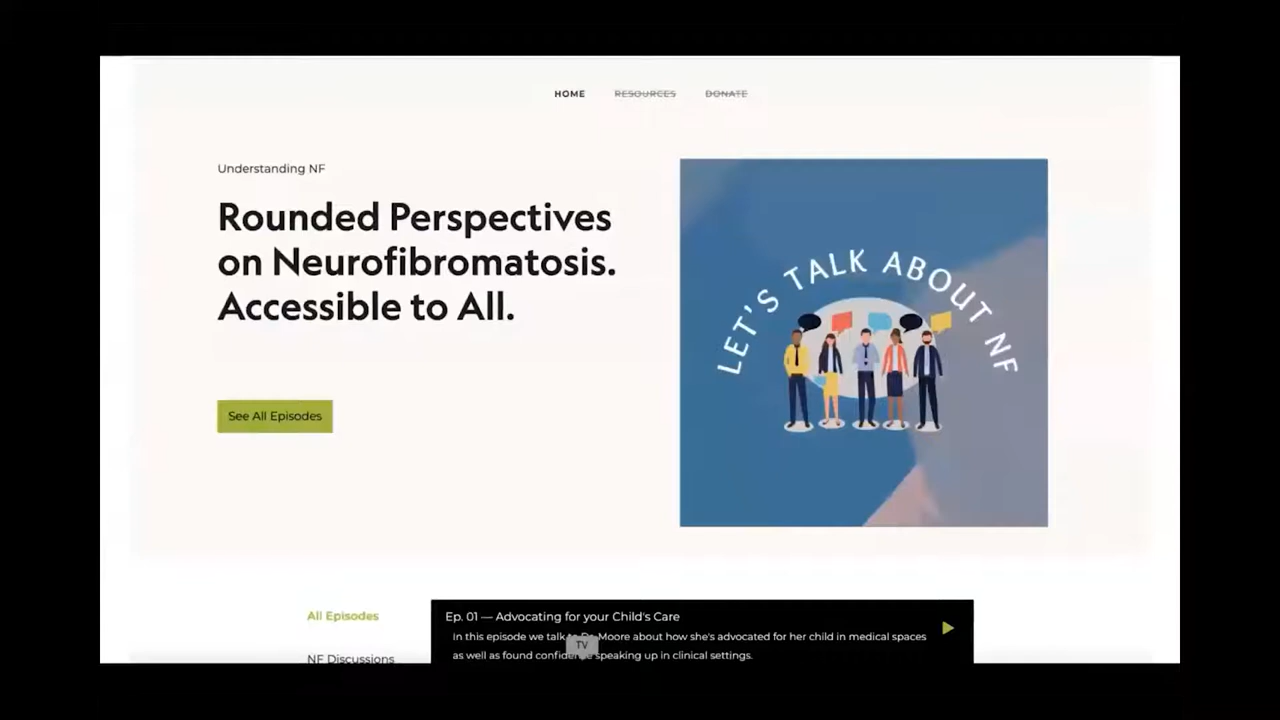 HOME RESOURCES DONATE
Understanding NF
Rounded Perspectives
on Neurofibromatosis.
Accessible to All.
See All Episodes
LET'S TALK ABOUT NF
All Episodes
NF Discussions
Ep. 01 — Advocating for your Child's Care
In this episode we talk to Dr. Moore about how she's advocated for her child in medical spaces
as well as found confidence speaking up in clinical settings.
TV